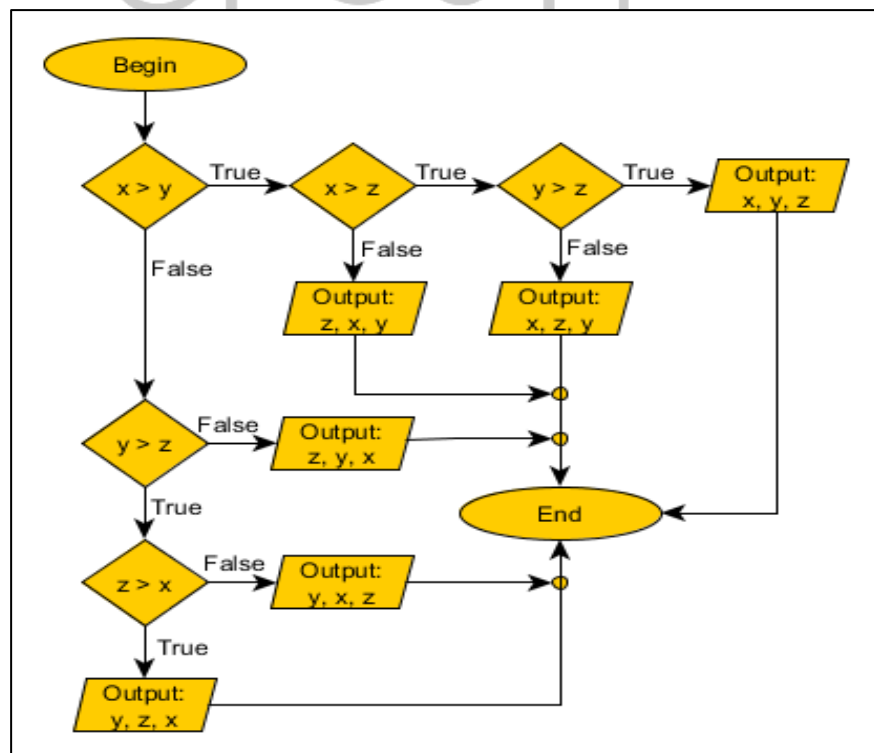 Begin
x > y
True
x > z
True
y > z
True
Output:
x, y, z
False
False
False
Output:
z, x, y
Output:
x, z, y
y > z
False
Output:
z, y, x
True
End
z > x
False
Output:
y, x, z
True
Output:
y, z, x